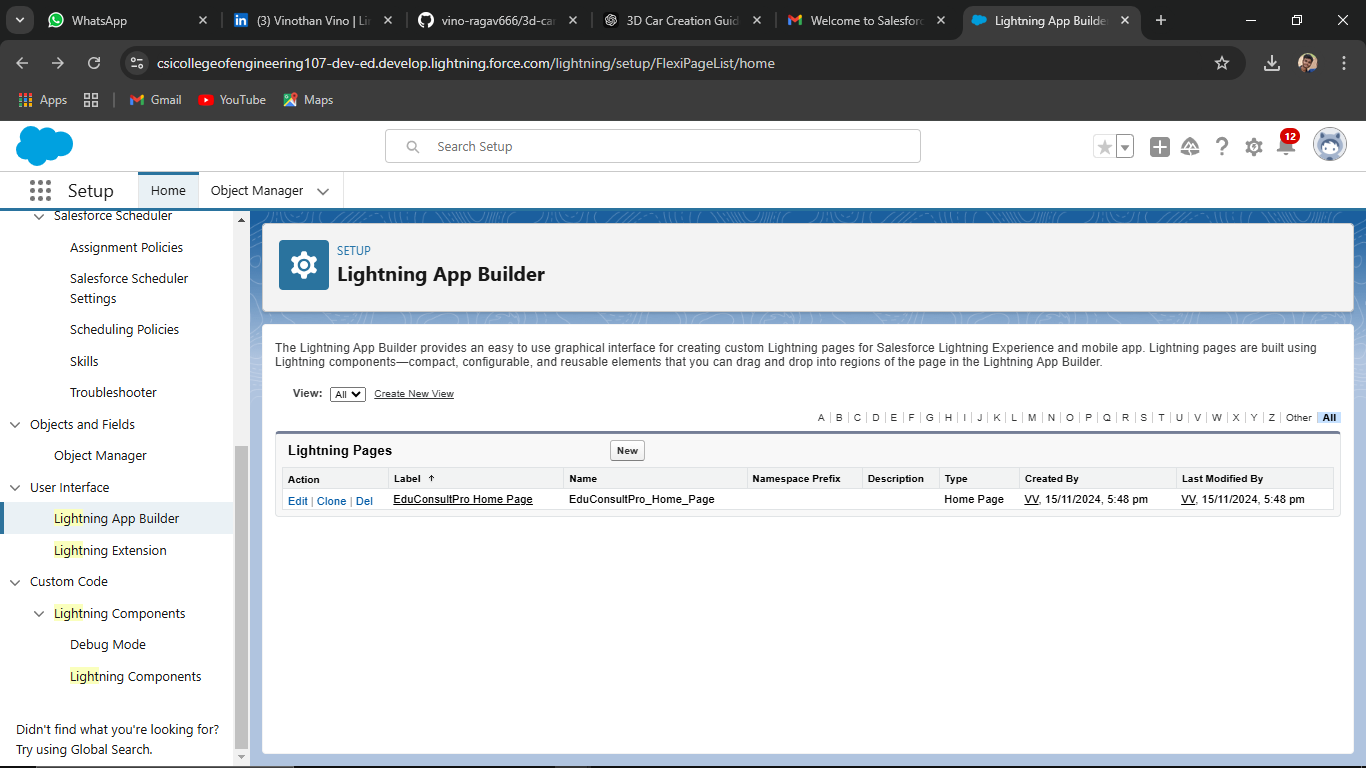 WhatsApp
(3) Vinothan Vino | Li
vino-ragav666/3d-car
3D Car Creation Guid
Welcome to Salesforc
Lightning App Builde
csicollegeofengineering107-dev-ed.develop.lightning.force.com/lightning/setup/FlexiPageList/home
Apps
Gmail
YouTube
Maps
Search Setup
12
Setup
Home
Object Manager
Salesforce Scheduler
Assignment Policies
Salesforce Scheduler
Settings
Scheduling Policies
Skills
Troubleshooter
Objects and Fields
Object Manager
User Interface
Lightning App Builder
Lightning Extension
Custom Code
Lightning Components
Debug Mode
Lightning Components
Didn't find what you're looking for?
Try using Global Search.
SETUP
Lightning App Builder
The Lightning App Builder provides an easy to use graphical interface for creating custom Lightning pages for Salesforce Lightning Experience and mobile app. Lightning pages are built using
Lightning components—compact, configurable, and reusable elements that you can drag and drop into regions of the page in the Lightning App Builder.
View: All Create New View
A | B | C | D | E | F | G | H | I | J | K | L | M | N | O | P | Q | R | S | T | U | V | W | X | Y | Z | Other | All
Lightning Pages New
Action Label ↑ Name Namespace Prefix Description Type Created By Last Modified By
Edit | Clone | Del EduConsultPro Home Page EduConsultPro_Home_Page Home Page VV, 15/11/2024, 5:48 pm VV, 15/11/2024, 5:48 pm